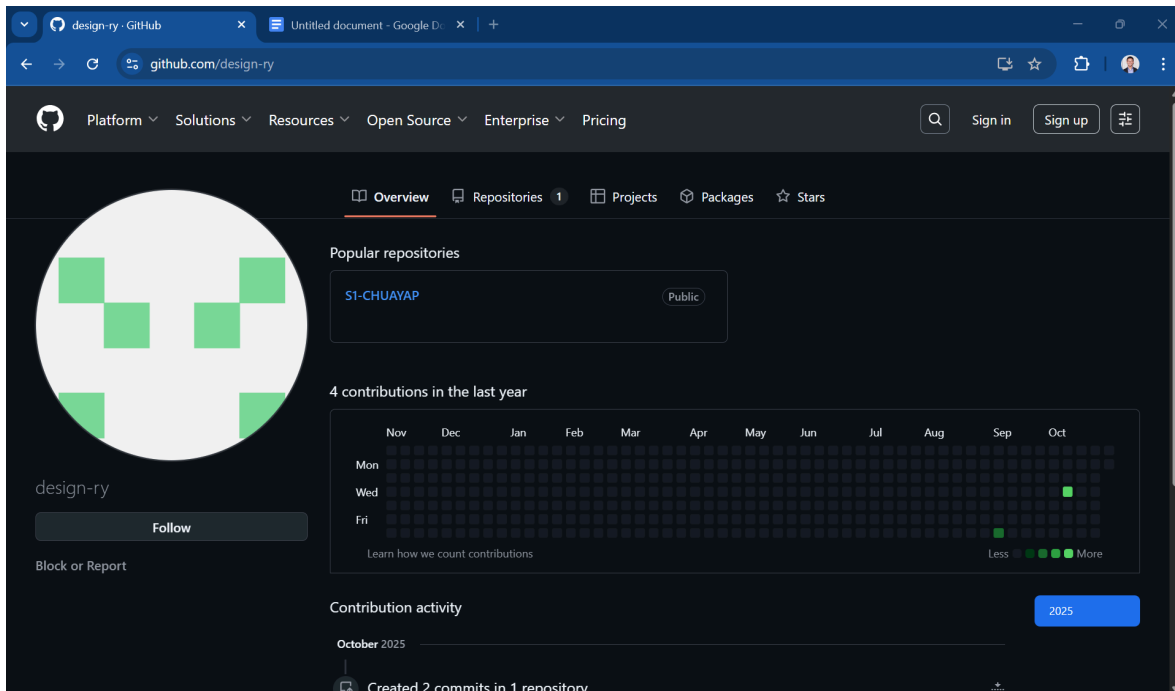 design-ry · GitHub
Untitled document - Google Do
github.com/design-ry
Platform Solutions Resources Open Source Enterprise Pricing
Sign in Sign up
Overview Repositories 1 Projects Packages Stars
Popular repositories
S1-CHUAYAP Public
4 contributions in the last year
Nov Dec Jan Feb Mar Apr May Jun Jul Aug Sep Oct
Mon
Wed
Fri
Learn how we count contributions Less More
design-ry
Follow
Block or Report
Contribution activity
2025
October 2025
Created 2 commits in 1 repository